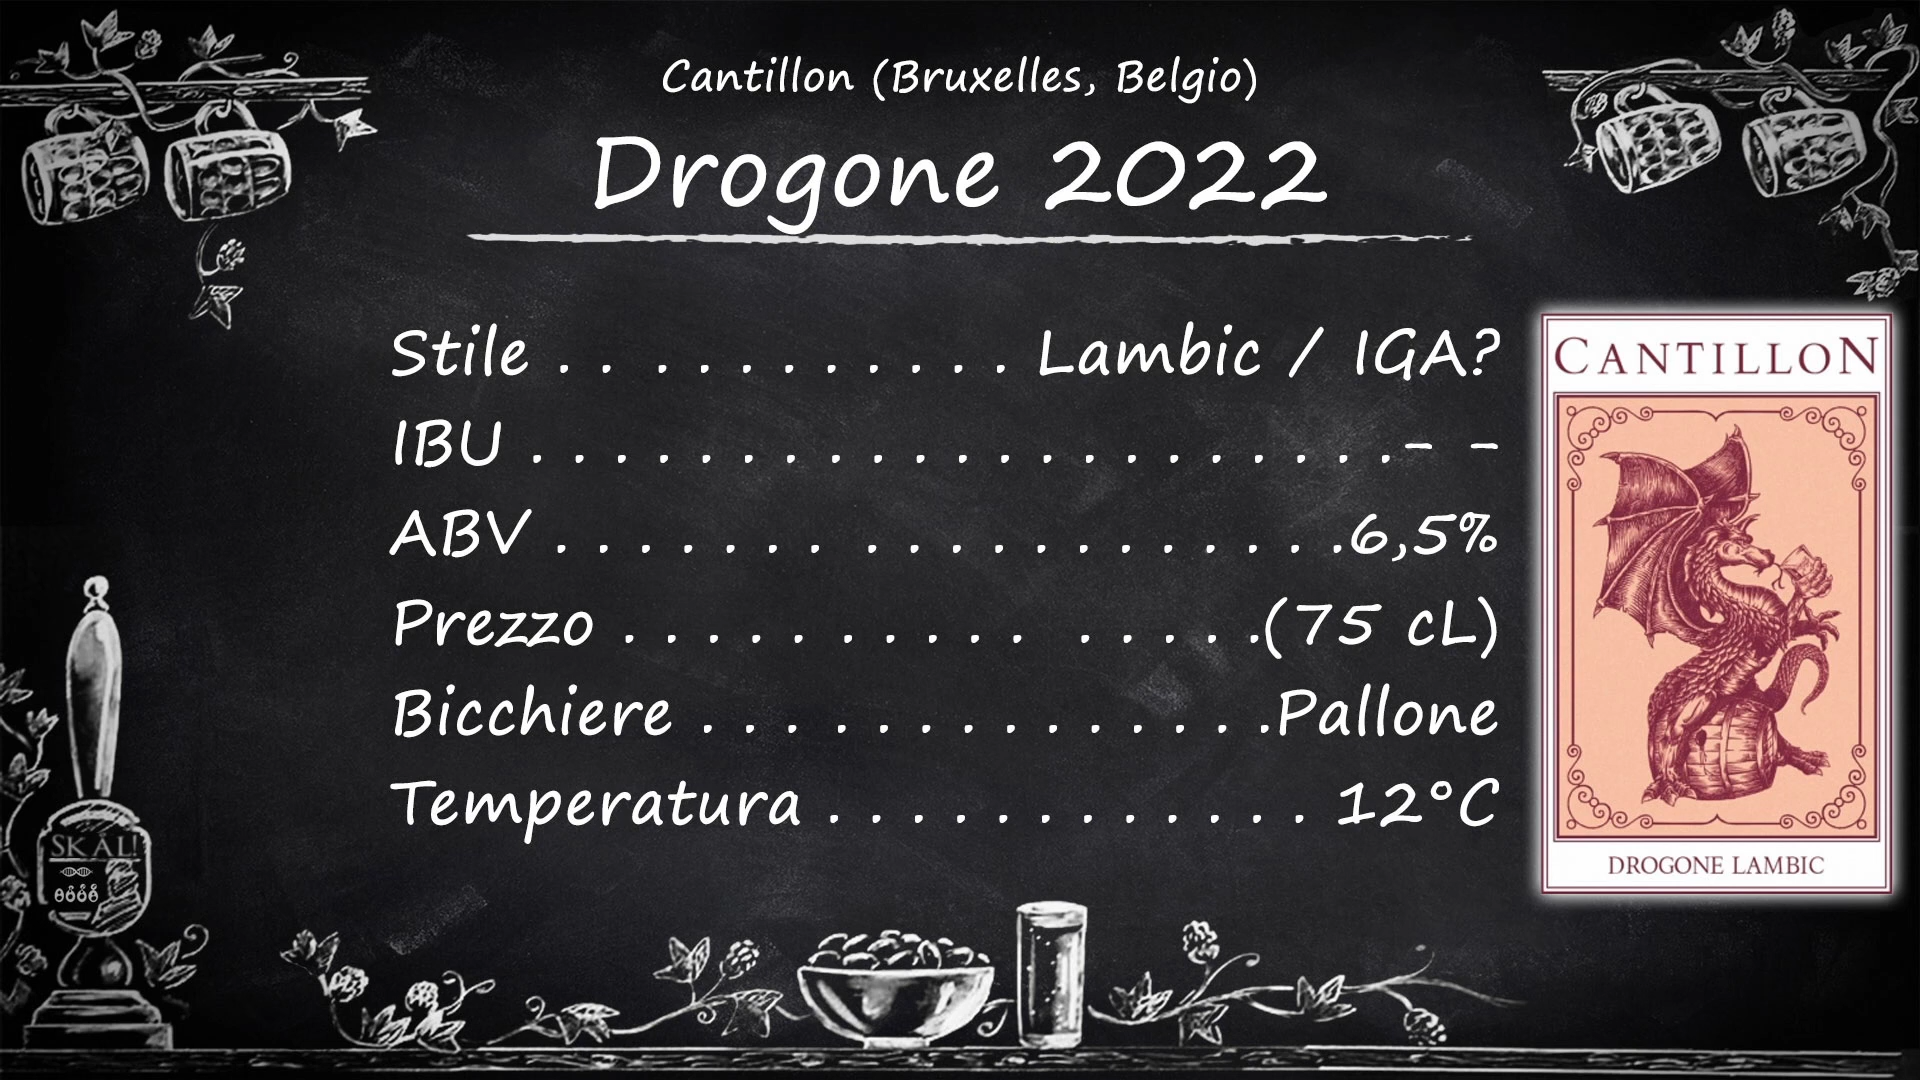 Cantillon (Bruxelles, Belgio)
Drogone 2022
Stile . . . . . . . . . . . Lambic / IGA?
IBU . . . . . . . . . . . . . . . . . . . . .- -
ABV . . . . . . . . . . . . . . . . . . .6,5%
Prezzo . . . . . . . . . . . . . . .(75 cL)
Bicchiere . . . . . . . . . . . . . .Pallone
Temperatura . . . . . . . . . . . . 12°C
CANTILLON
DROGONE LAMBIC
SKÅL!